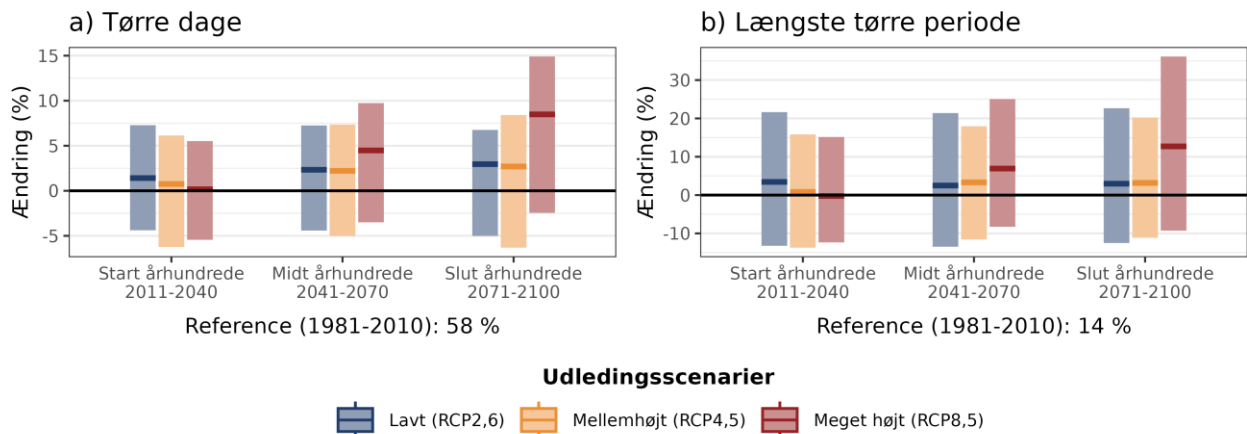 a) Tørre dage
Ændring (%)
15
10
5
0
-5
Start århundrede
2011-2040
Midt århundrede
2041-2070
Slut århundrede
2071-2100
Reference (1981-2010): 58 %
b) Længste tørre periode
Ændring (%)
30
20
10
0
-10
Start århundrede
2011-2040
Midt århundrede
2041-2070
Slut århundrede
2071-2100
Reference (1981-2010): 14 %
Udledingsscenarier
Lavt (RCP2,6)
Mellemhøjt (RCP4,5)
Meget højt (RCP8,5)